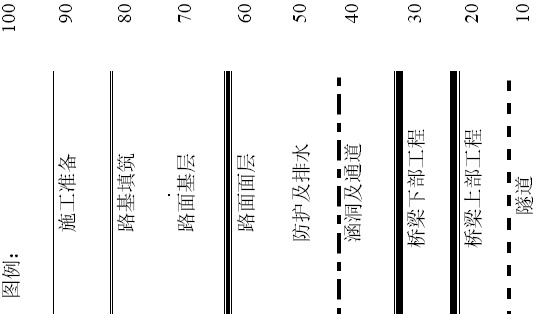 100
90
80
70
60
50
40
30
20
10
图例：
施工准备
路基填筑
路面基层
路面面层
防护及排水
涵洞及通道
桥梁下部工程
桥梁上部工程
隧道